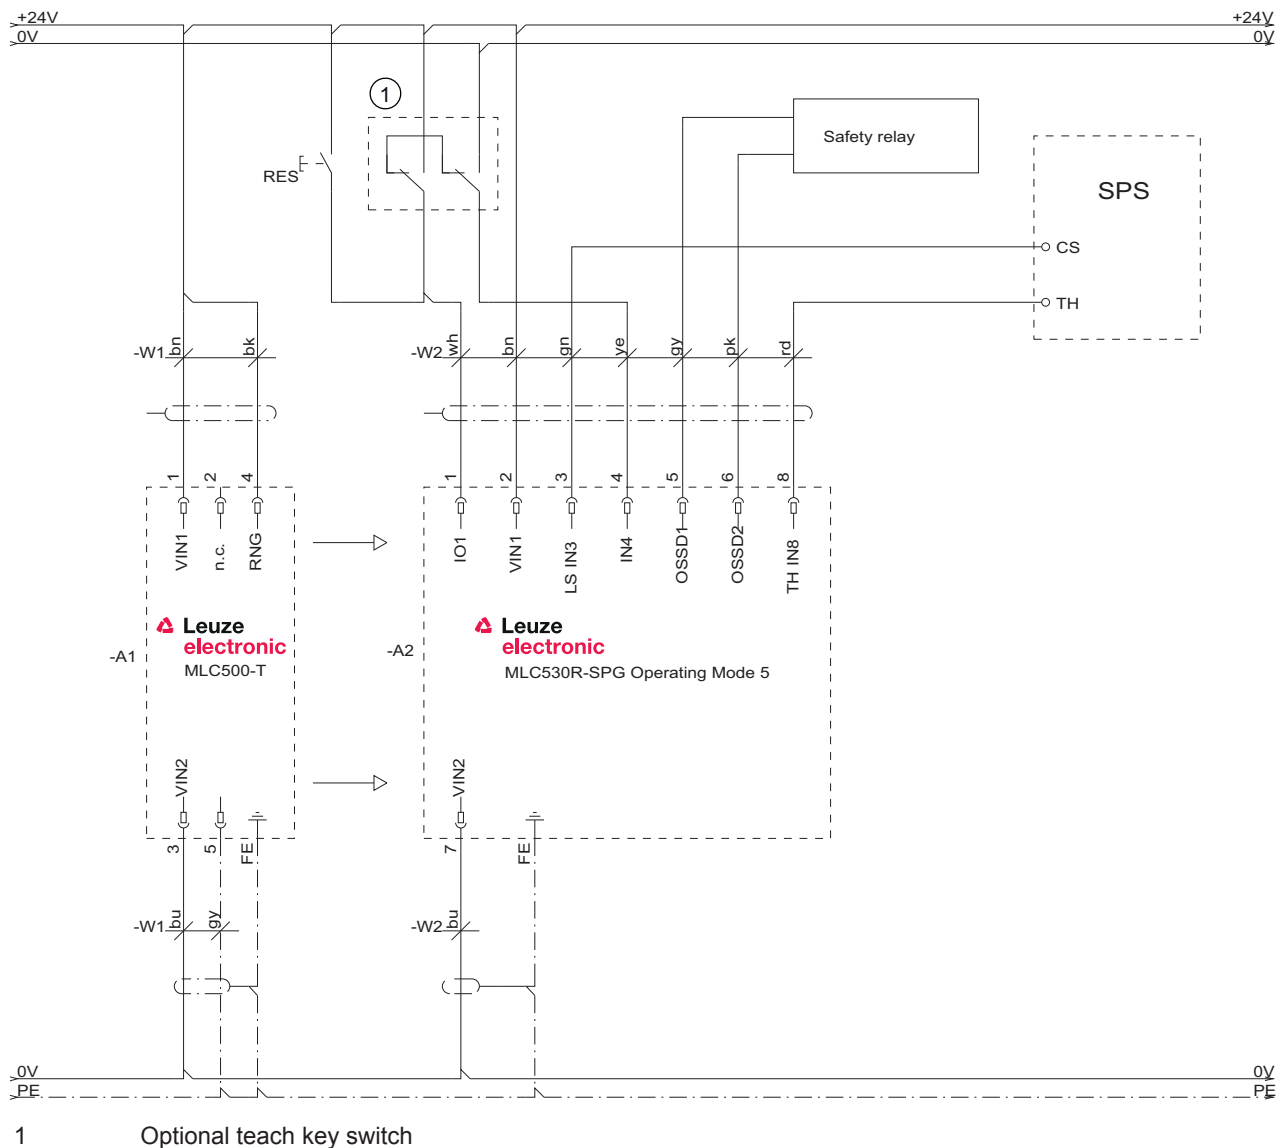 +24V
+24V
0V
0V
1
Safety relay
RES
SPS
CS
TH
-W1
bn
bk
-W2
wh
bn
gn
ye
gy
pk
rd
1
2
4
1
2
3
4
5
6
8
VIN1
n.c.
RNG
IO1
VIN1
LS IN3
IN4
OSSD1
OSSD2
TH IN8
Leuze
electronic
MLC500-T
-A1
Leuze
electronic
MLC530R-SPG Operating Mode 5
-A2
VIN2
VIN2
3
5
FE
7
FE
-W1
bu
gy
-W2
bu
0V
0V
PE
PE
1 Optional teach key switch